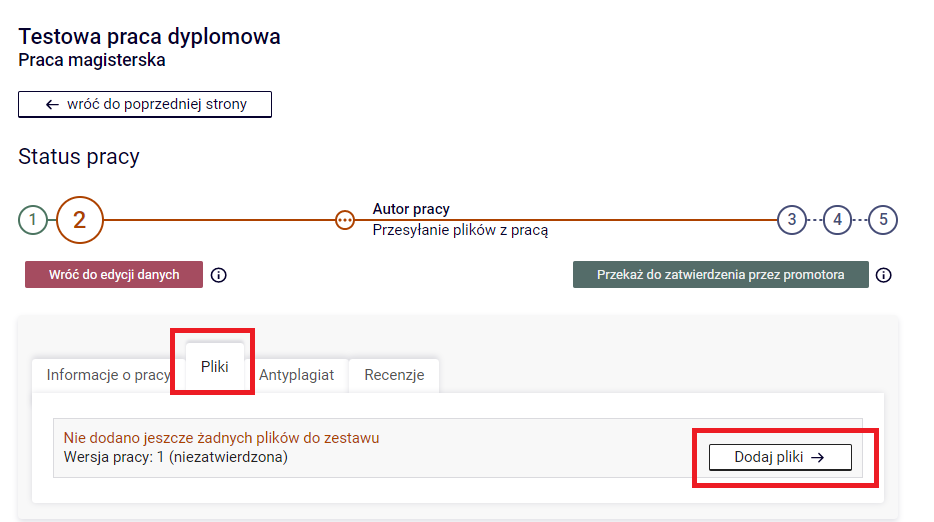 Testowa praca dyplomowa
Praca magisterska
← wróć do poprzedniej strony
Status pracy
1 2 Autor pracy 3 4 5
Przesyłanie plików z pracą
Wróć do edycji danych Przekaż do zatwierdzenia przez promotora
Informacje o pracy Pliki Antyplagiat Recenzje
Nie dodano jeszcze żadnych plików do zestawu
Wersja pracy: 1 (niezatwierdzona)
Dodaj pliki →